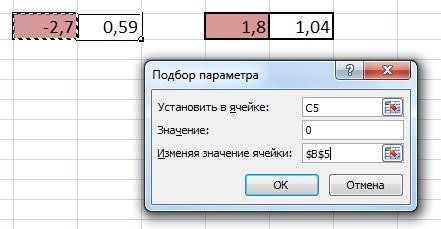 -2,7 0,59 1,8 1,04
Подбор параметра
Установить в ячейке: C5
Значение: 0
Изменяя значение ячейки: $B$5
OK Отмена